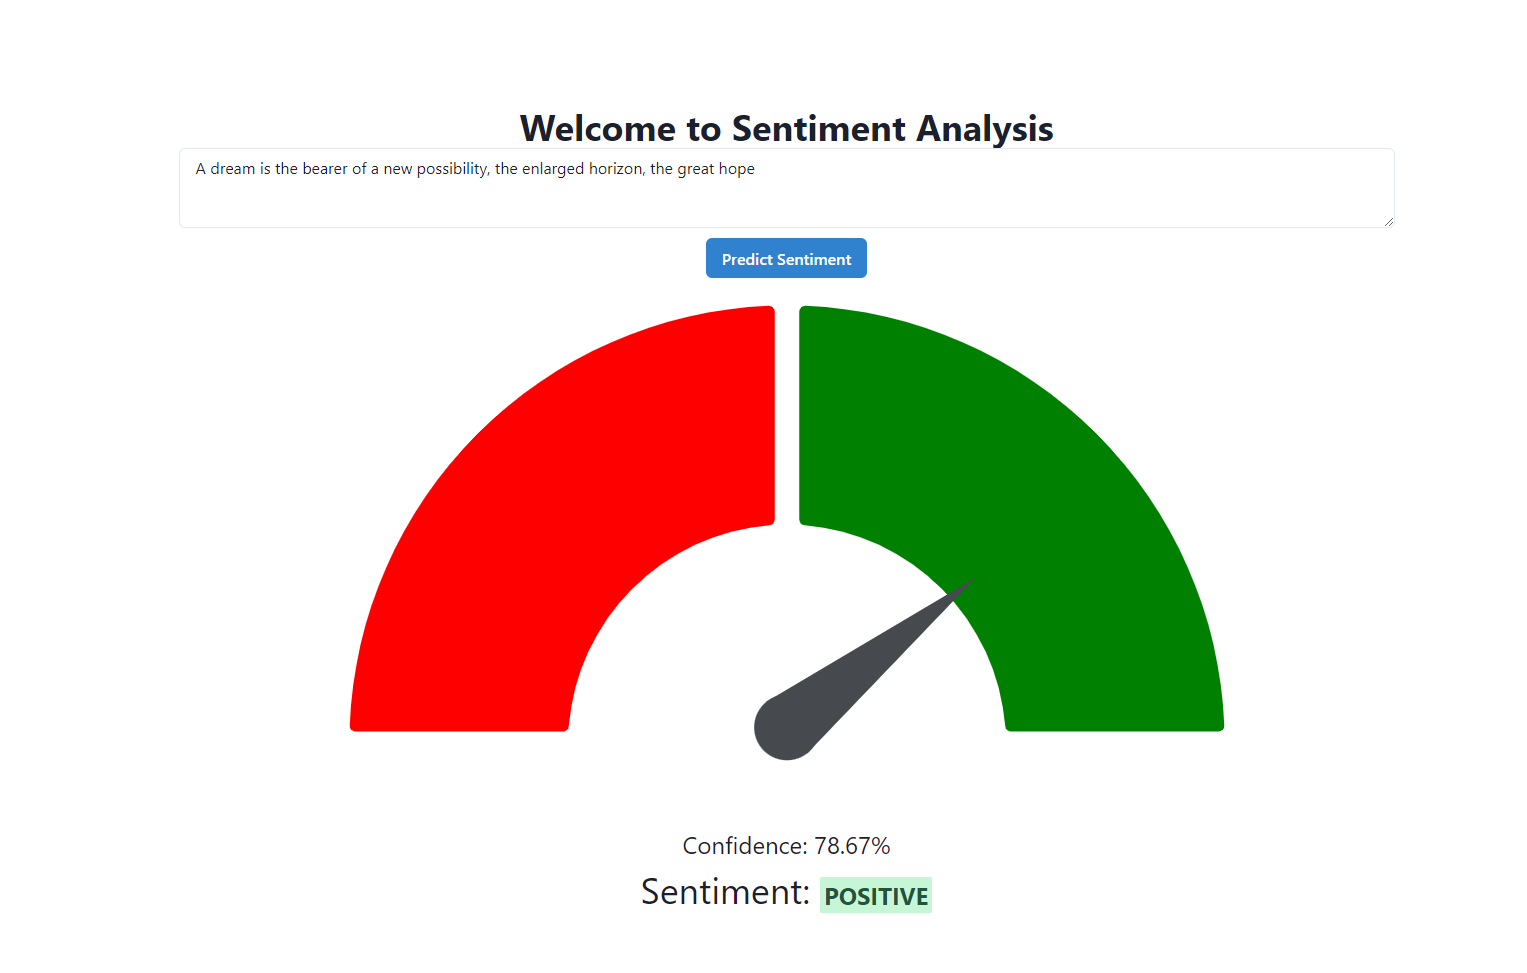 Welcome to Sentiment Analysis
A dream is the bearer of a new possibility, the enlarged horizon, the great hope
Predict Sentiment
Confidence: 78.67%
Sentiment: POSITIVE